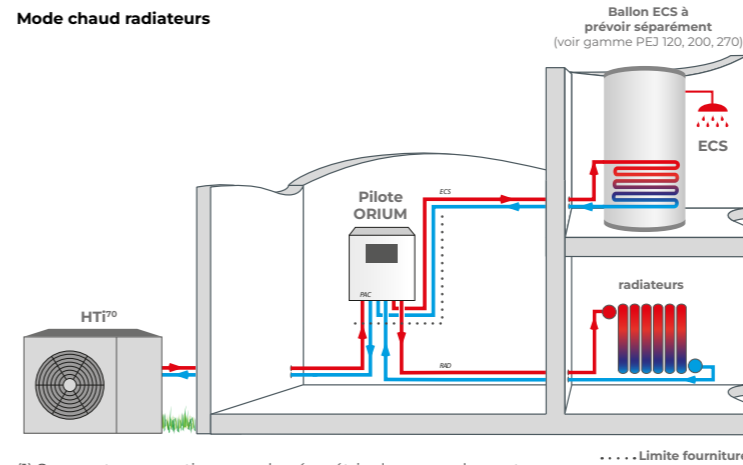 Mode chaud radiateurs
Ballon ECS à
prévoir séparément
(voir gamme PEJ 120, 200, 270)
ECS
Pilote
ORIUM
ECS
PAC
radiateurs
HTi⁷⁰
RAD
Limite fourniture